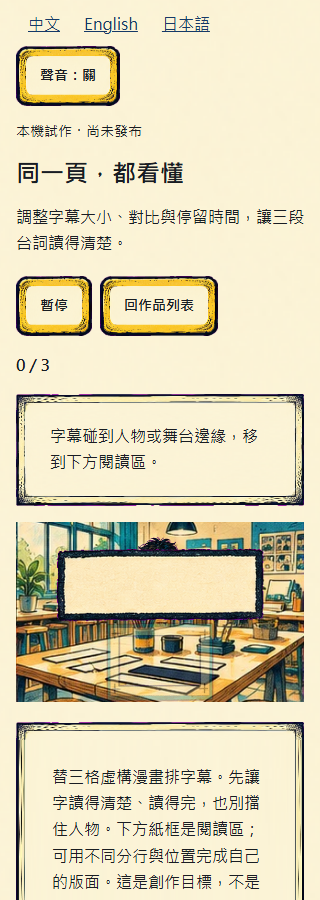 中文 English 日本語
聲音：關
本機試作・尚未發布
同一頁，都看懂
調整字幕大小、對比與停留時間，讓三段
台詞讀得清楚。
暫停 回作品列表
0 / 3
字幕碰到人物或舞台邊緣，移
到下方閱讀區。
替三格虛構漫畫排字幕。先讓
字讀得清楚、讀得完，也別擋
住人物。下方紙框是閱讀區；
可用不同分行與位置完成自己
的版面。這是創作目標，不是